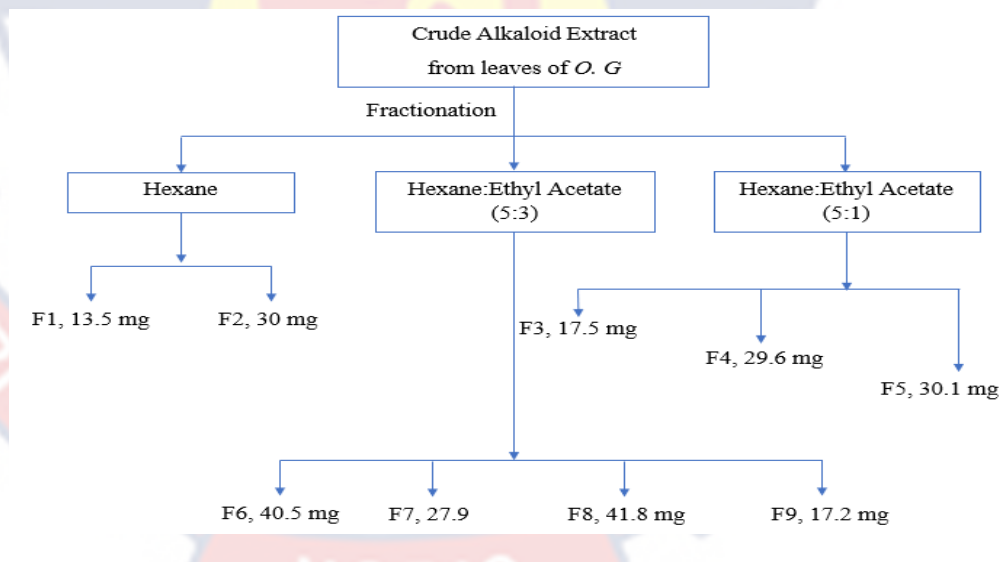 Crude Alkaloid Extract
from leaves of O. G
Fractionation
Hexane
Hexane:Ethyl Acetate
(5:3)
Hexane:Ethyl Acetate
(5:1)
F1, 13.5 mg
F2, 30 mg
F3, 17.5 mg
F4, 29.6 mg
F5, 30.1 mg
F6, 40.5 mg
F7, 27.9
F8, 41.8 mg
F9, 17.2 mg